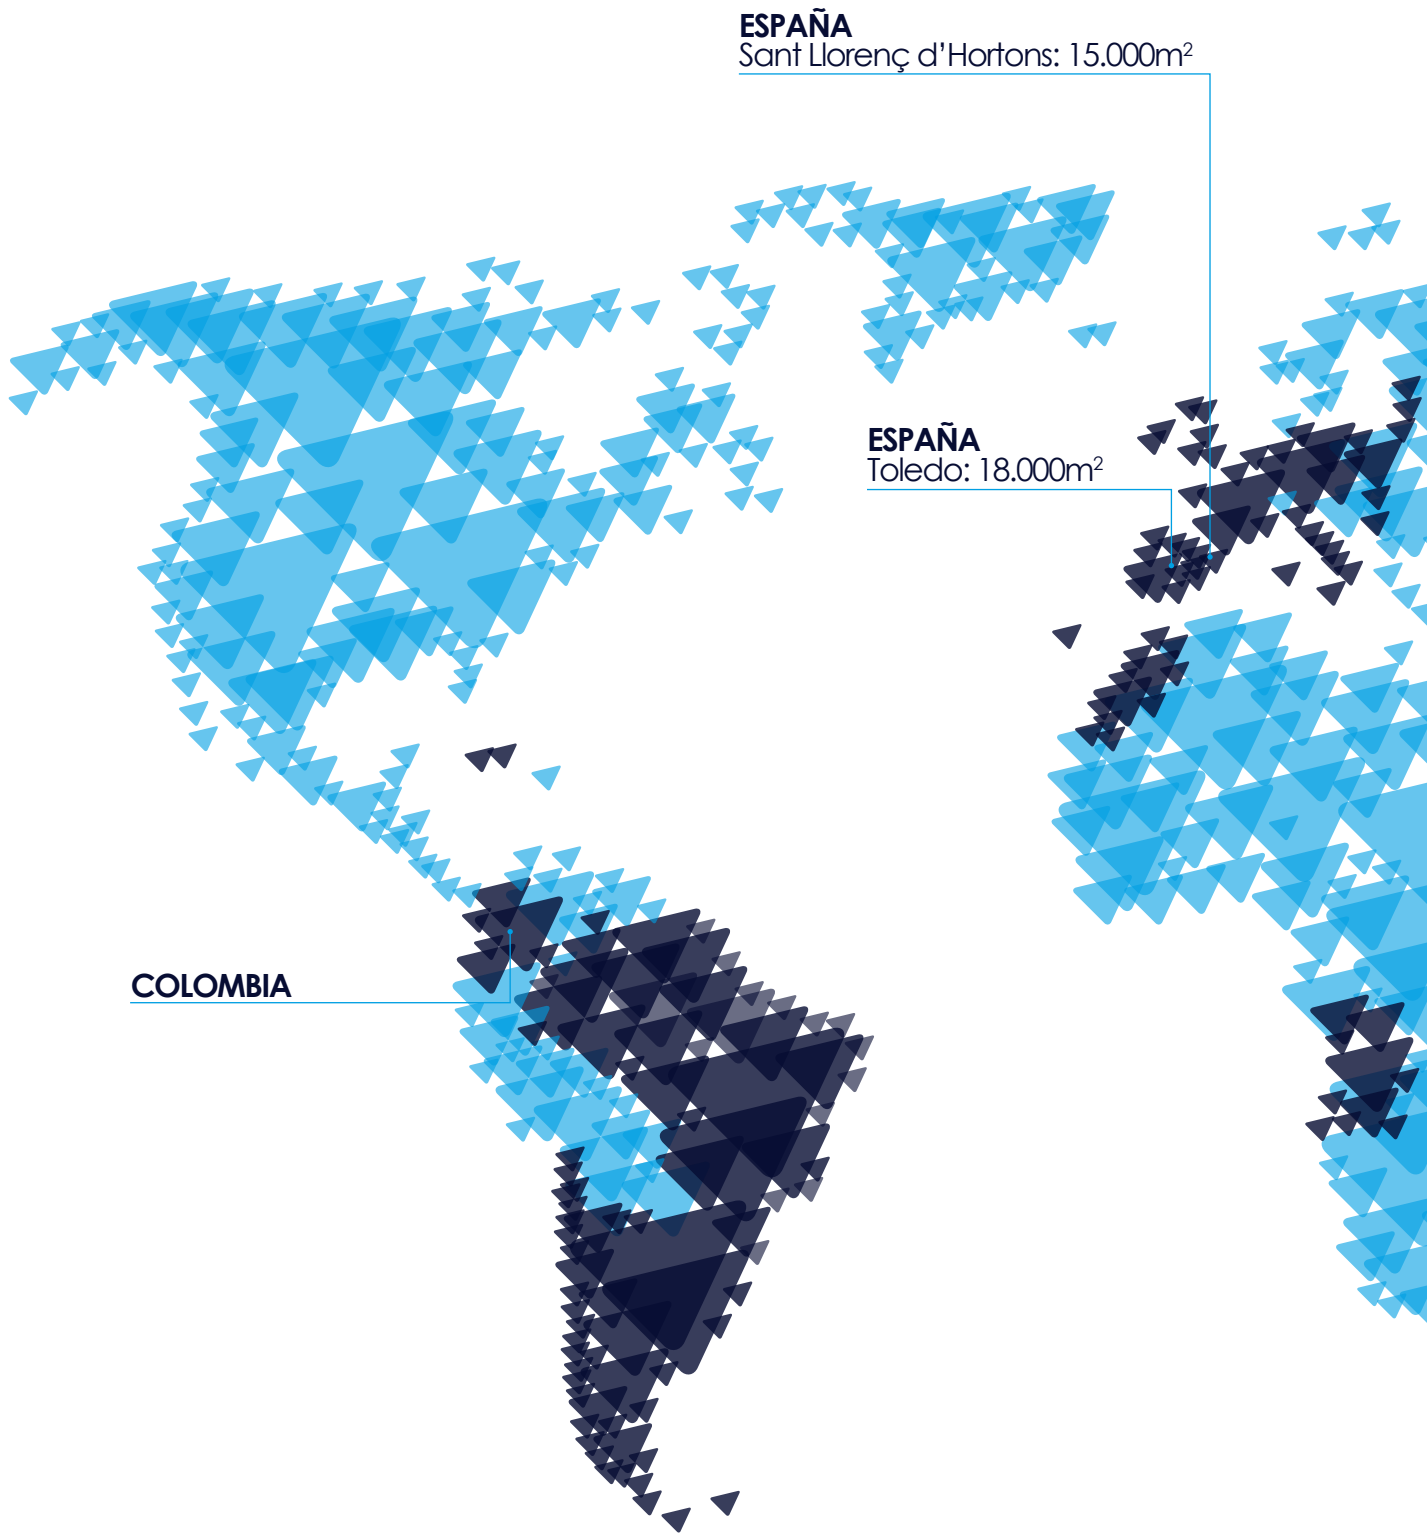 ESPAÑA
Sant Llorenç d’Hortons: 15.000m²
ESPAÑA
Toledo: 18.000m²
COLOMBIA